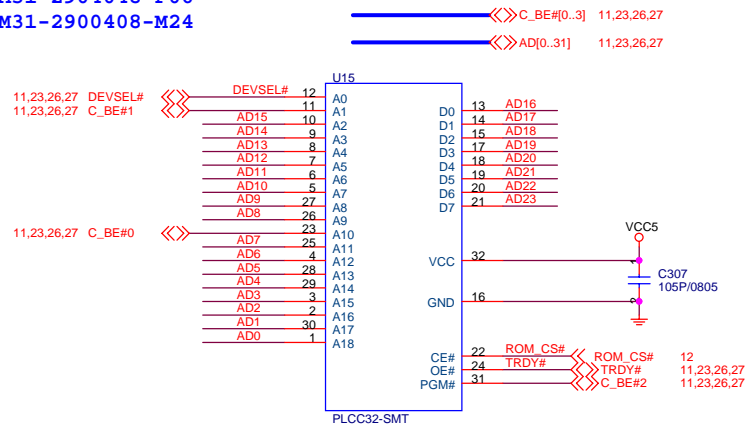 M31-2900408-M24
C_BE#[0..3] 11,23,26,27
AD[0..31] 11,23,26,27
U15
11,23,26,27 DEVSEL# DEVSEL# 12 A0
11,23,26,27 C_BE#1 11 A1
AD15 10 A2
AD14 9 A3
AD13 8 A4
AD12 7 A5
AD11 6 A6
AD10 5 A7
AD9 27 A8
AD8 26 A9
11,23,26,27 C_BE#0 23 A10
AD7 25 A11
AD6 4 A12
AD5 28 A13
AD4 29 A14
AD3 3 A15
AD2 2 A16
AD1 30 A17
AD0 1 A18
D0 13 AD16
D1 14 AD17
D2 15 AD18
D3 17 AD19
D4 18 AD20
D5 19 AD21
D6 20 AD22
D7 21 AD23
VCC5
VCC 32
C307
105P/0805
GND 16
CE# 22 ROM_CS# ROM_CS# 12
OE# 24 TRDY# TRDY# 11,23,26,27
PGM# 31 C_BE#2 11,23,26,27
PLCC32-SMT